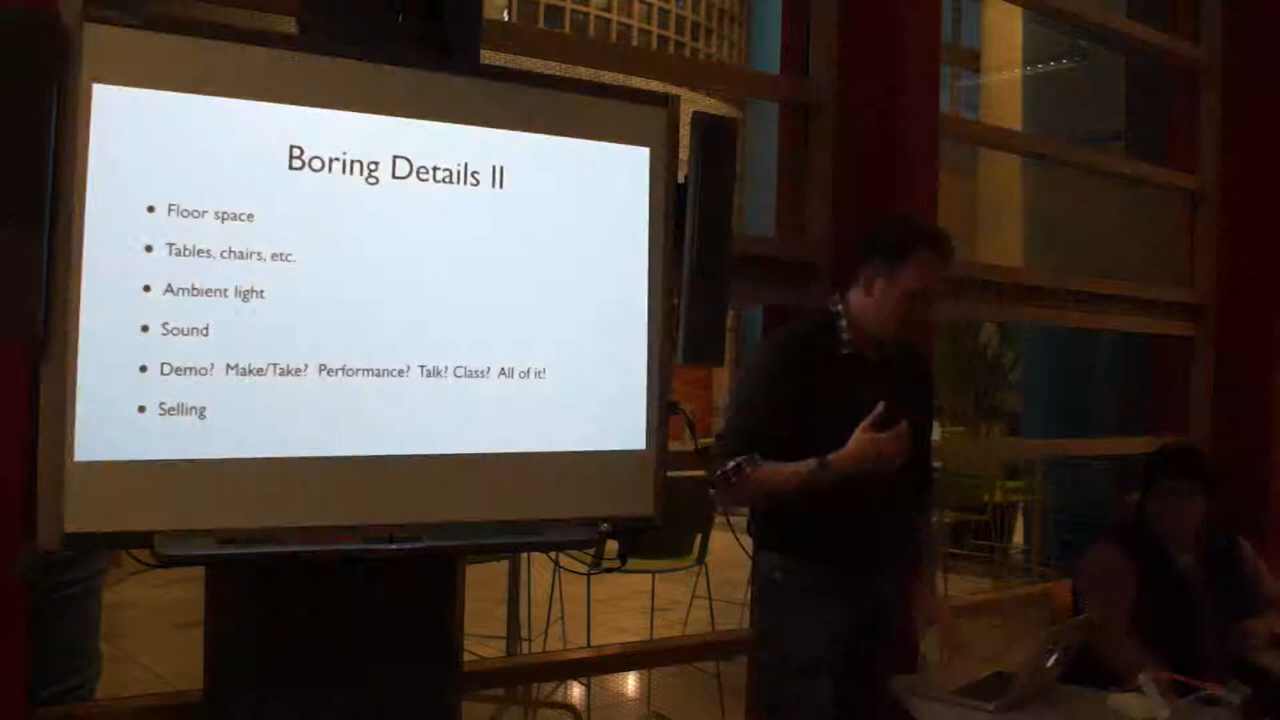 Boring Details II
• Floor space
• Tables, chairs, etc.
• Ambient light
• Sound
• Demo? Make/Take? Performance? Talk? Class? All of it!
• Selling